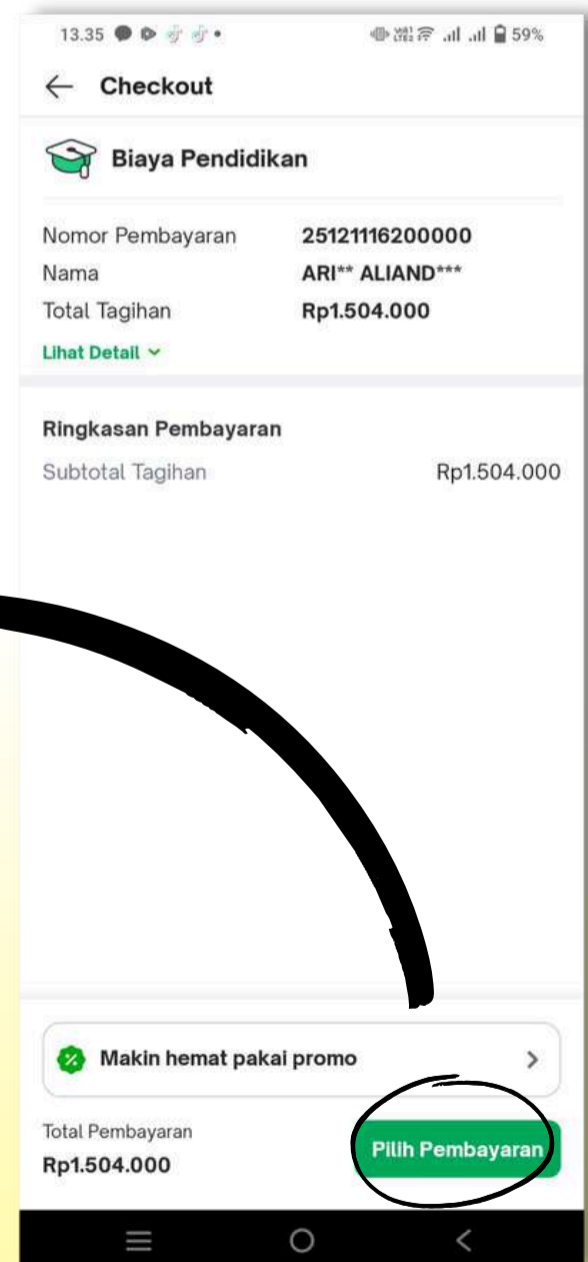 13.35 59%
Checkout
Biaya Pendidikan
Nomor Pembayaran 25121116200000
Nama ARI** ALIAND***
Total Tagihan Rp1.504.000
Lihat Detail
Ringkasan Pembayaran
Subtotal Tagihan Rp1.504.000
Makin hemat pakai promo
Total Pembayaran
Rp1.504.000
Pilih Pembayaran